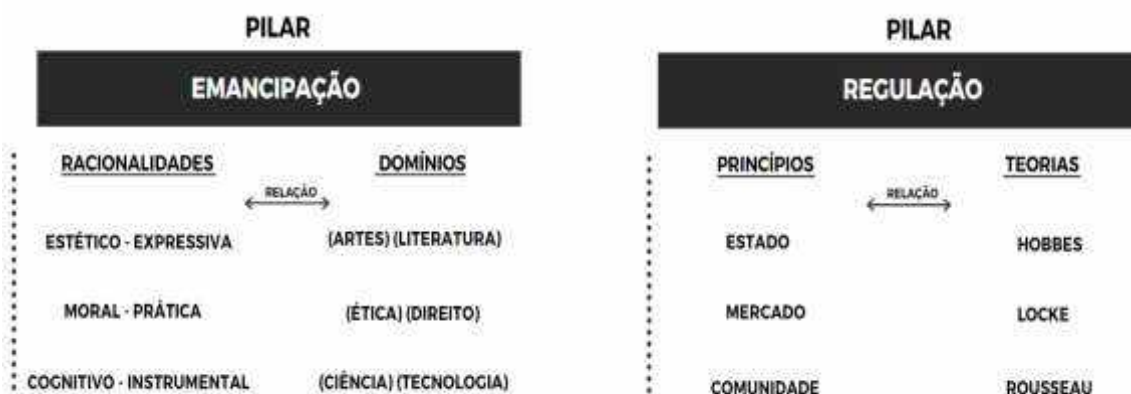 PILAR
EMANCIPAÇÃO
RACIONALIDADES
DOMÍNIOS
RELAÇÃO
ESTÉTICO - EXPRESSIVA
(ARTES) (LITERATURA)
MORAL - PRÁTICA
(ÉTICA) (DIREITO)
COGNITIVO - INSTRUMENTAL
(CIÊNCIA) (TECNOLOGIA)
PILAR
REGULAÇÃO
PRINCÍPIOS
TEORIAS
RELAÇÃO
ESTADO
HOBBES
MERCADO
LOCKE
COMUNIDADE
ROUSSEAU